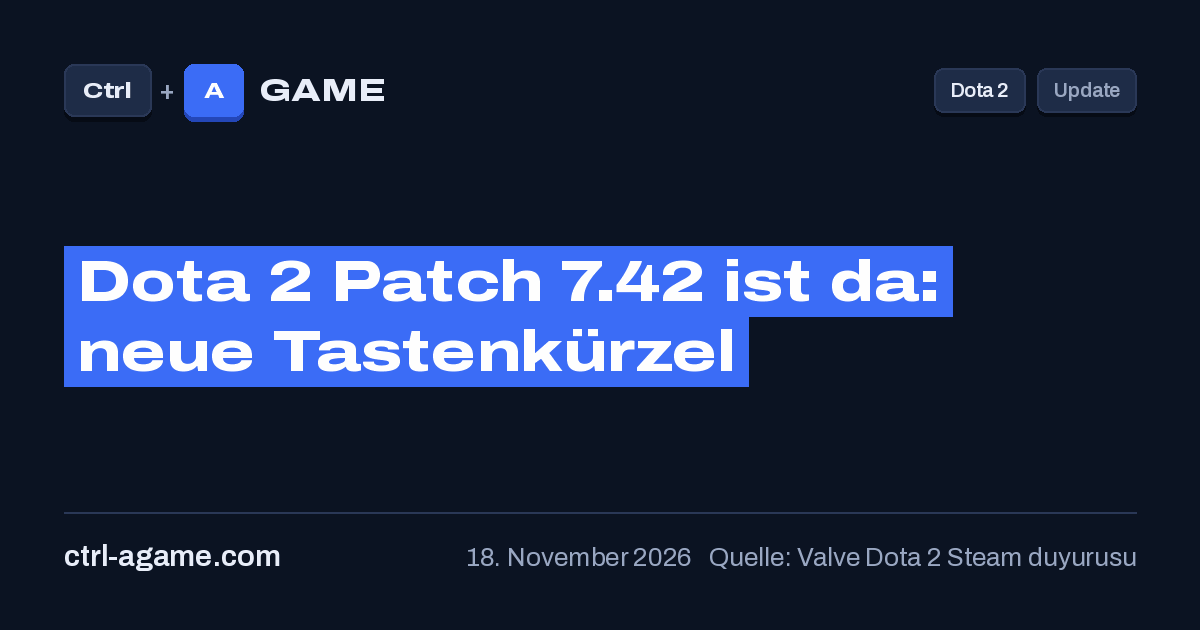 Ctrl + A GAME
Dota 2 Update
Dota 2 Patch 7.42 ist da:
neue Tastenkürzel
ctrl-agame.com
18. November 2026 Quelle: Valve Dota 2 Steam duyurusu